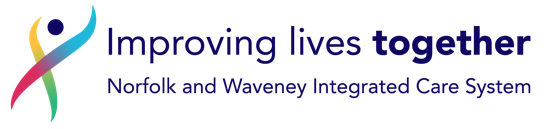 Improving lives together
Norfolk and Waveney Integrated Care System